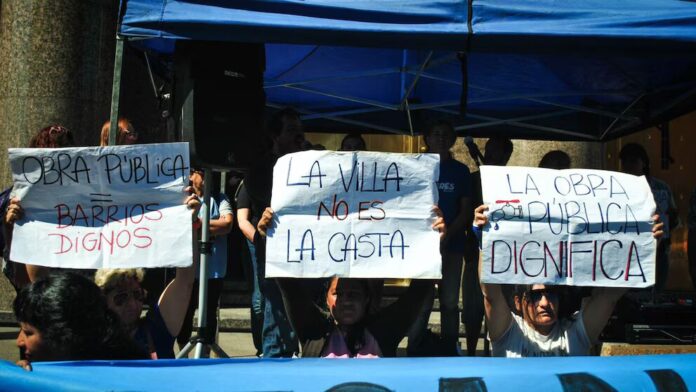 OBRA PÚBLICA
=
BARRIOS
DIGNOS
LA VILLA
NO ES
LA CASTA
LA OBRA
PÚBLICA
DIGNIFICA